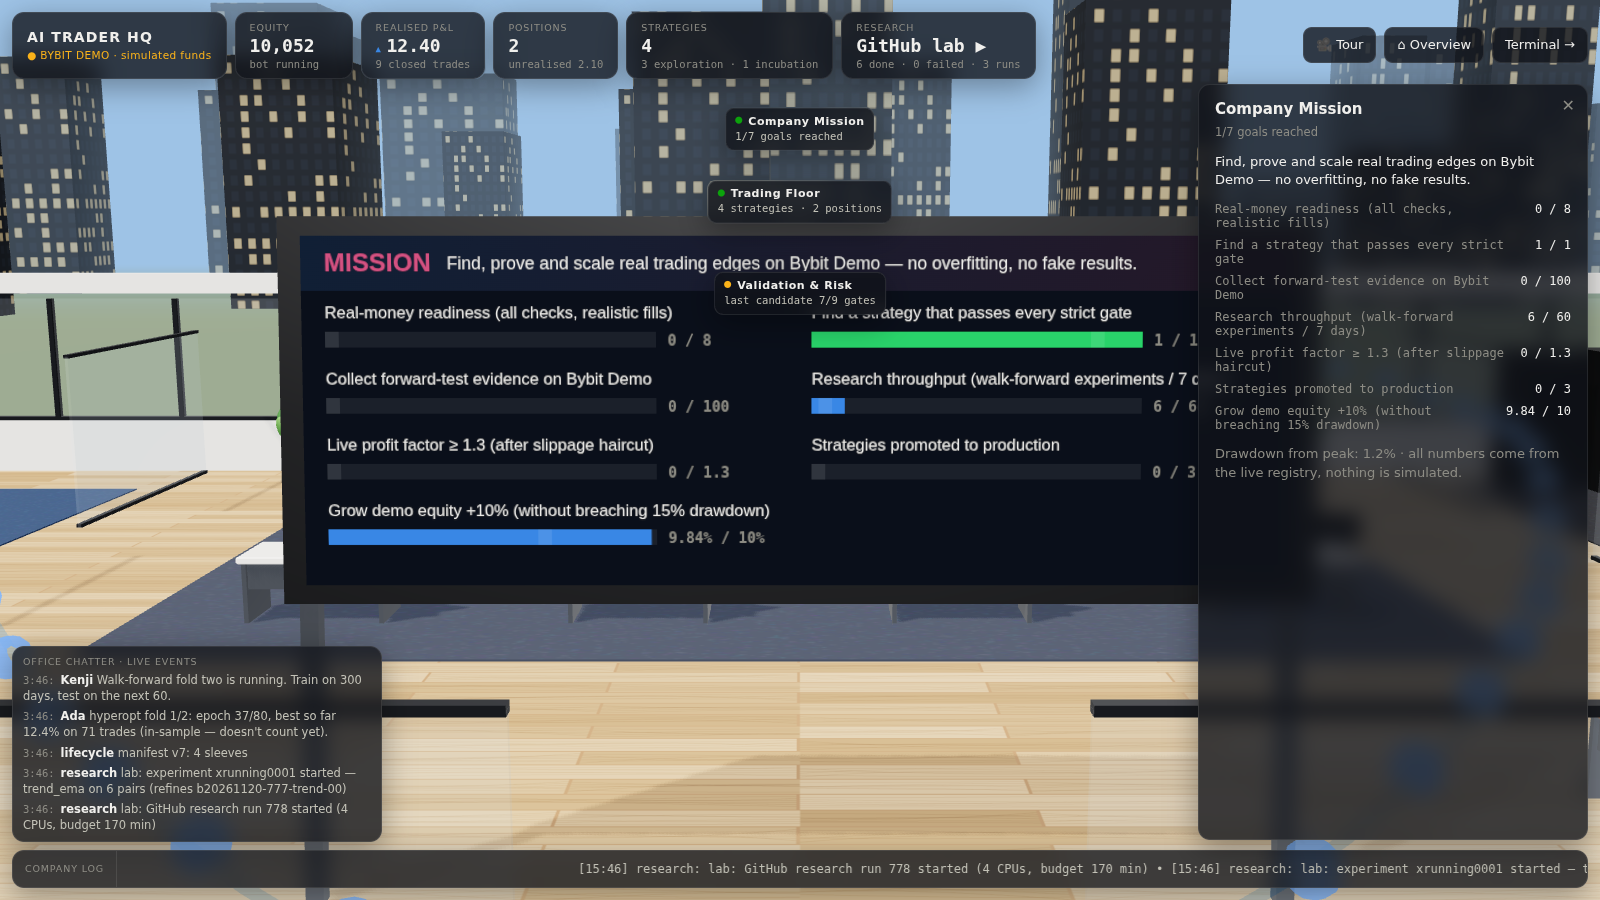 AI TRADER HQ
● BYBIT DEMO · simulated funds
EQUITY
10,052
bot running
REALISED P&L
▲ 12.40
9 closed trades
POSITIONS
2
unrealised 2.10
STRATEGIES
4
3 exploration · 1 incubation
RESEARCH
GitHub lab ▶
6 done · 0 failed · 3 runs
Tour
⌂ Overview
Terminal →
Company Mission
1/7 goals reached
Trading Floor
4 strategies · 2 positions
Validation & Risk
last candidate 7/9 gates
MISSION Find, prove and scale real trading edges on Bybit Demo — no overfitting, no fake results.
Real-money readiness (all checks, realistic fills)
0 / 8
Find a strategy that passes every strict gate
1 / 1
Collect forward-test evidence on Bybit Demo
0 / 100
Research throughput (walk-forward experiments / 7 d
6 / 6
Live profit factor ≥ 1.3 (after slippage haircut)
0 / 1.3
Strategies promoted to production
0 / 3
Grow demo equity +10% (without breaching 15% drawdown)
9.84% / 10%
Company Mission ✕
1/7 goals reached
Find, prove and scale real trading edges on Bybit
Demo — no overfitting, no fake results.
Real-money readiness (all checks, 0 / 8
realistic fills)
Find a strategy that passes every strict 1 / 1
gate
Collect forward-test evidence on Bybit 0 / 100
Demo
Research throughput (walk-forward 6 / 60
experiments / 7 days)
Live profit factor ≥ 1.3 (after slippage 0 / 1.3
haircut)
Strategies promoted to production 0 / 3
Grow demo equity +10% (without 9.84 / 10
breaching 15% drawdown)
Drawdown from peak: 1.2% · all numbers come from
the live registry, nothing is simulated.
OFFICE CHATTER · LIVE EVENTS
3:46: Kenji Walk-forward fold two is running. Train on 300
days, test on the next 60.
3:46: Ada hyperopt fold 1/2: epoch 37/80, best so far
12.4% on 71 trades (in-sample — doesn't count yet).
3:46: lifecycle manifest v7: 4 sleeves
3:46: research lab: experiment xrunning0001 started —
trend_ema on 6 pairs (refines b20261120-777-trend-00)
3:46: research lab: GitHub research run 778 started (4
CPUs, budget 170 min)
COMPANY LOG
[15:46] research: lab: GitHub research run 778 started (4 CPUs, budget 170 min) • [15:46] research: lab: experiment xrunning0001 started — t